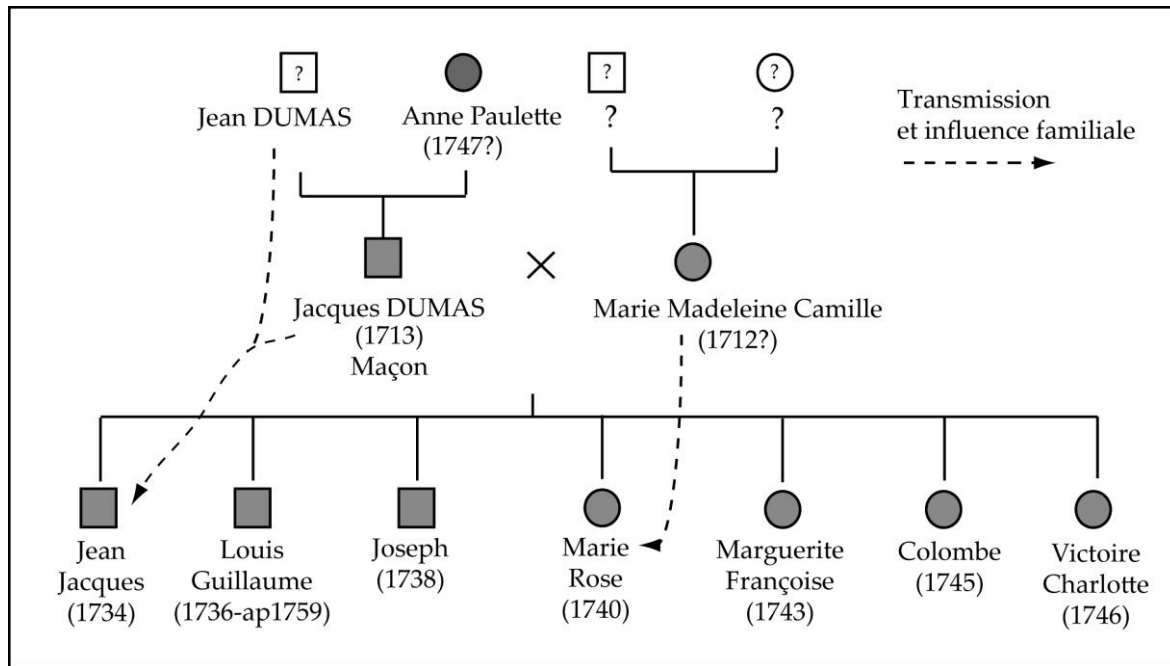 ?
?
?
Jean DUMAS
Anne Paulette
(1747?)
?
?
Transmission
et influence familiale
Jacques DUMAS
(1713)
Maçon
Marie Madeleine Camille
(1712?)
Jean
Jacques
(1734)
Louis
Guillaume
(1736-ap1759)
Joseph
(1738)
Marie
Rose
(1740)
Marguerite
Françoise
(1743)
Colombe
(1745)
Victoire
Charlotte
(1746)